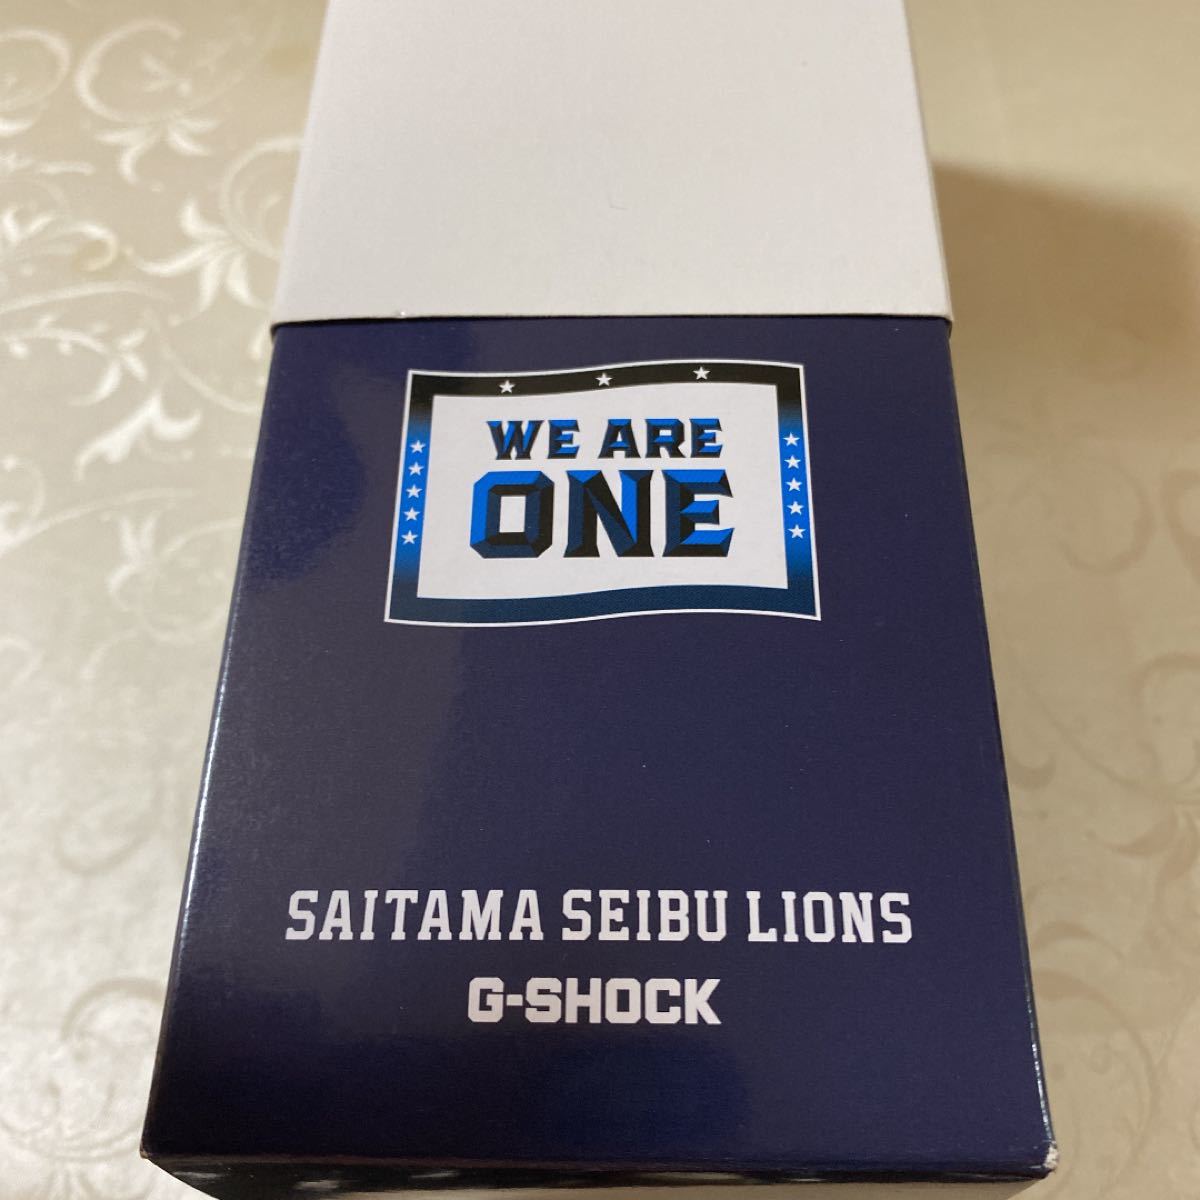 WE ARE
ONE
SAITAMA SEIBU LIONS
G-SHOCK